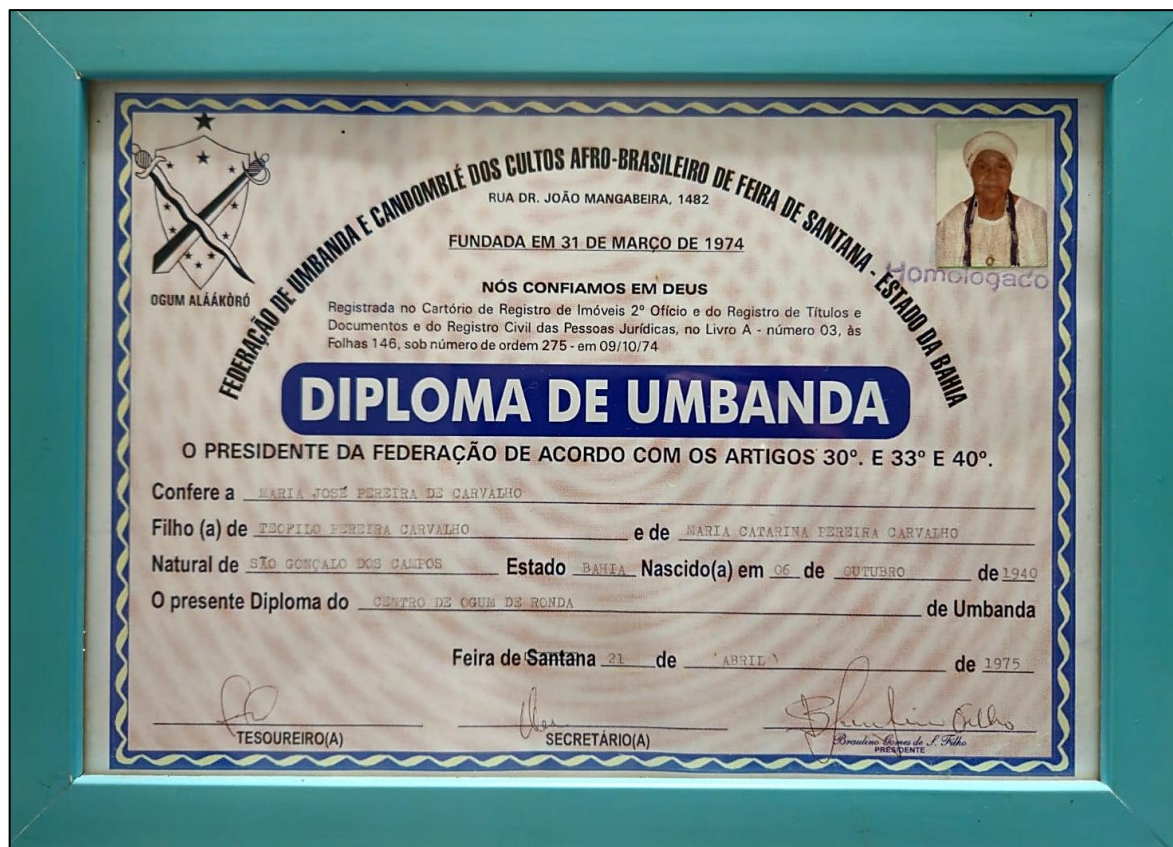 FEDERAÇÃO DE UMBANDA E CANDOMBLÉ DOS CULTOS AFRO-BRASILEIRO DE FEIRA DE SANTANA - ESTADO DA BAHIA
RUA DR. JOÃO MANGABEIRA, 1482
FUNDADA EM 31 DE MARÇO DE 1974
OGUM ALÁÁKÒRÓ
Homologado
NÓS CONFIAMOS EM DEUS
Registrada no Cartório de Registro de Imóveis 2º Ofício e do Registro de Títulos e
Documentos e do Registro Civil das Pessoas Jurídicas, no Livro A - número 03, às
Folhas 146, sob número de ordem 275 - em 09/10/74
DIPLOMA DE UMBANDA
O PRESIDENTE DA FEDERAÇÃO DE ACORDO COM OS ARTIGOS 30º. E 33º E 40º.
Confere a MARIA JOSÉ PEREIRA DE CARVALHO
Filho (a) de TEOFILO PEREIRA CARVALHO e de MARIA CATARINA PEREIRA CARVALHO
Natural de SÃO GONÇALO DOS CAMPOS Estado BAHIA Nascido(a) em 06 de OUTUBRO de 1940
O presente Diploma do CENTRO DE OGUM DE RONDA de Umbanda
Feira de Santana 21 de ABRIL de 1975
TESOUREIRO(A) SECRETÁRIO(A) Braulino Gomes de S. Filho
PRESIDENTE